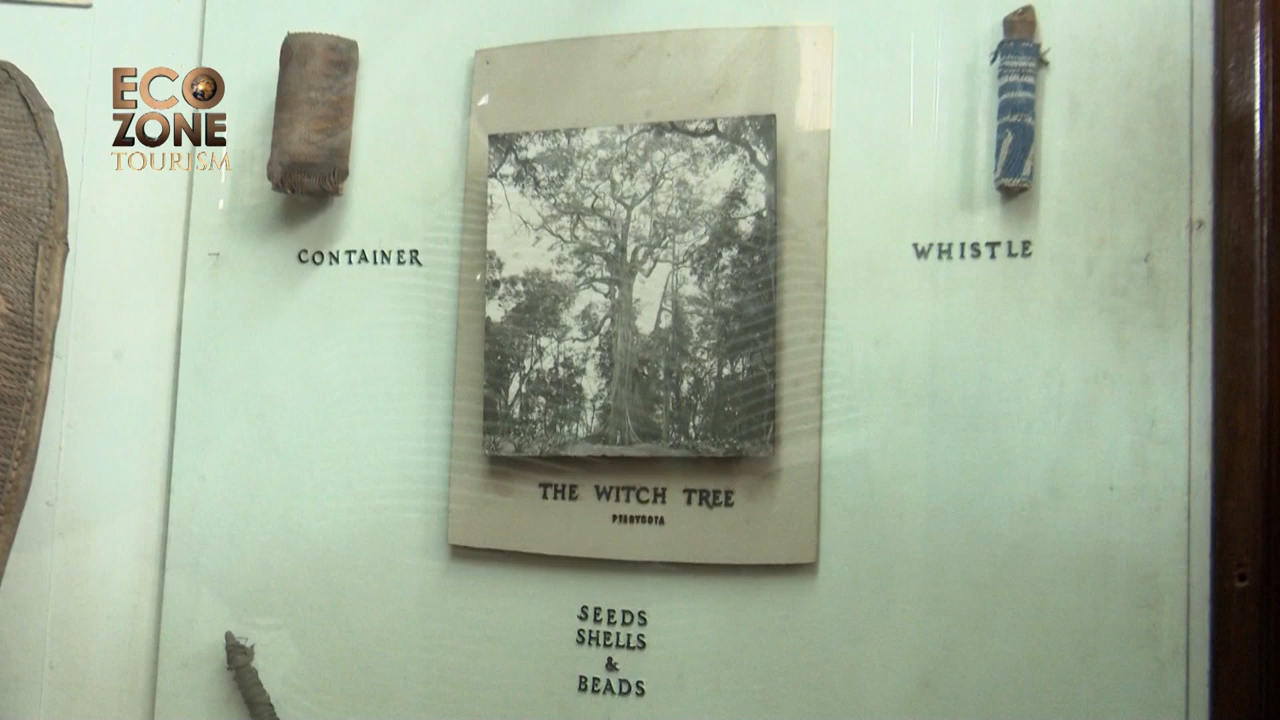 ECO
ZONE
TOURISM
CONTAINER
WHISTLE
THE WITCH TREE
SEEDS
SHELLS
&
BEADS